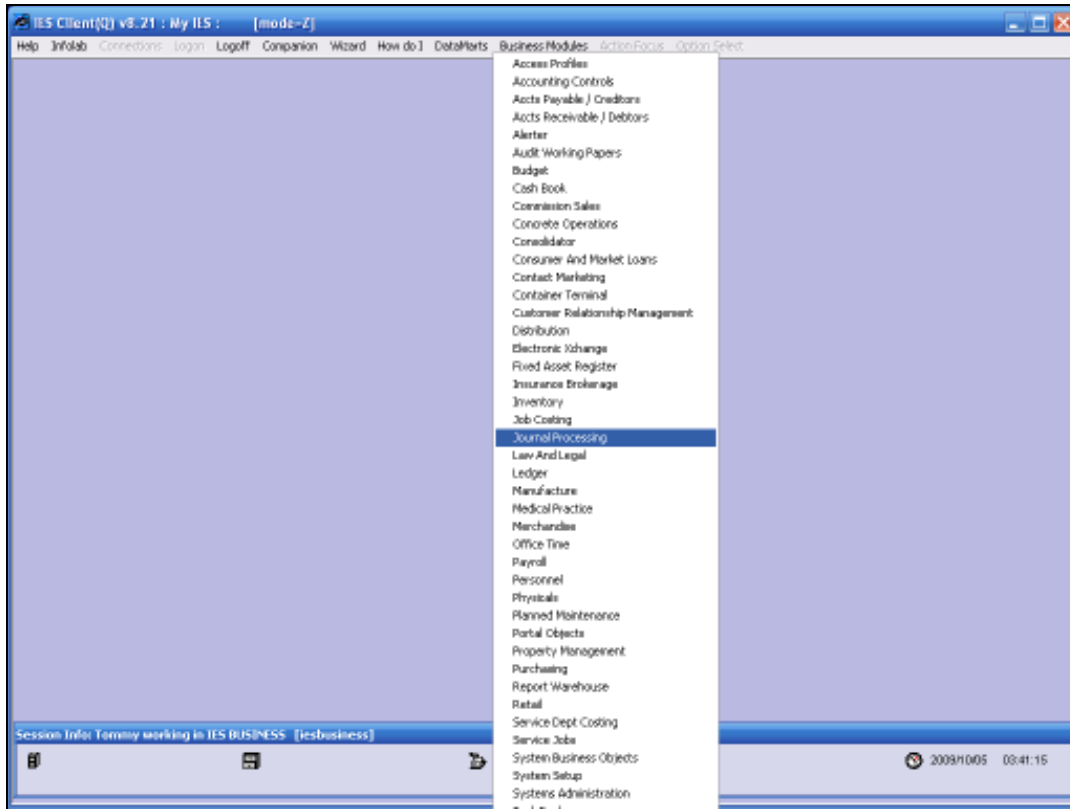 IES Client(Q) v8.21 : My IES : [mode-Z]
Help Infolab Connections Logon Logoff Companion Wizard How do I DataMarts Business Modules Action Focus Option Select
Access Profiles
Accounting Controls
Accts Payable / Creditors
Accts Receivable / Debtors
Alerter
Audit Working Papers
Budget
Cash Book
Commission Sales
Concrete Operations
Consolidator
Consumer And Market Loans
Contact Marketing
Container Terminal
Customer Relationship Management
Distribution
Electronic Xchange
Fixed Asset Register
Insurance Brokerage
Inventory
Job Costing
Journal Processing
Law And Legal
Ledger
Manufacture
Medical Practice
Merchandise
Office Time
Payroll
Personnel
Physicals
Planned Maintenance
Portal Objects
Property Management
Purchasing
Report Warehouse
Retail
Service Dept Costing
Service Jobs
System Business Objects
System Setup
Systems Administration
Session Info: Tommy working in IES BUSINESS [iesbusiness]
2009/10/05 03:41:15